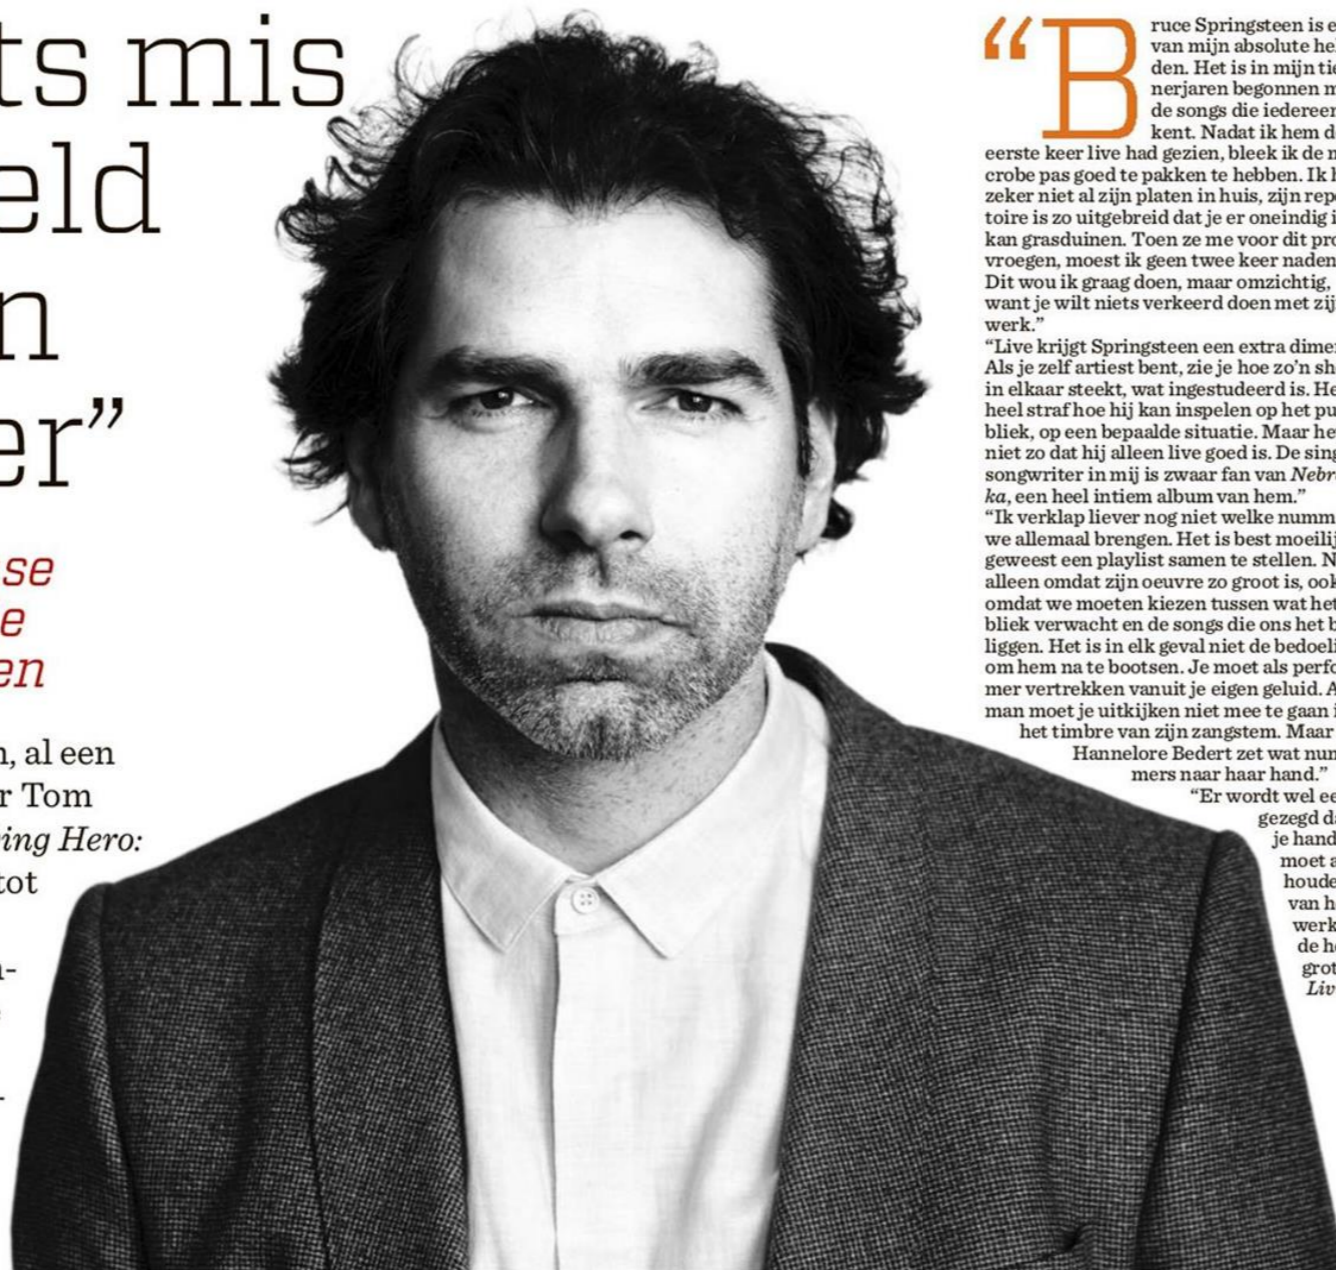 ts mis
eld
n
er”
se
e
en
n, al een
r Tom
ving Hero:
tot
“Bruce Springsteen is e
van mijn absolute hel
den. Het is in mijn tie
nerjaren begonnen m
de songs die iedereen
kent. Nadat ik hem d
eerste keer live had gezien, bleek ik de m
crobe pas goed te pakken te hebben. Ik h
zeker niet al zijn platen in huis, zijn repe
toire is zo uitgebreid dat je er oneindig i
kan grasduinen. Toen ze me voor dit pro
vroegen, moest ik geen twee keer naden
Dit wou ik graag doen, maar omzichtig,
want je wilt niets verkeerd doen met zij
werk.”
“Live krijgt Springsteen een extra dimen
Als je zelf artiest bent, zie je hoe zo’n sho
in elkaar steekt, wat ingestudeerd is. He
heel straf hoe hij kan inspelen op het pu
bliek, op een bepaalde situatie. Maar het
niet zo dat hij alleen live goed is. De sing
songwriter in mij is zwaar fan van Nebra
ka, een heel intiem album van hem.”
“Ik verklap liever nog niet welke numm
we allemaal brengen. Het is best moeilij
geweest een playlist samen te stellen. N
alleen omdat zijn oeuvre zo groot is, ook
omdat we moeten kiezen tussen wat het
bliek verwacht en de songs die ons het b
liggen. Het is in elk geval niet de bedoeli
om hem na te bootsen. Je moet als perfo
mer vertrekken vanuit je eigen geluid. A
man moet je uitkijken niet mee te gaan i
het timbre van zijn zangstem. Maar
Hannelore Bedert zet wat num
mers naar haar hand.”
“Er wordt wel ee
gezegd da
je hand
moet a
houde
van h
werk
de he
grot
Liv